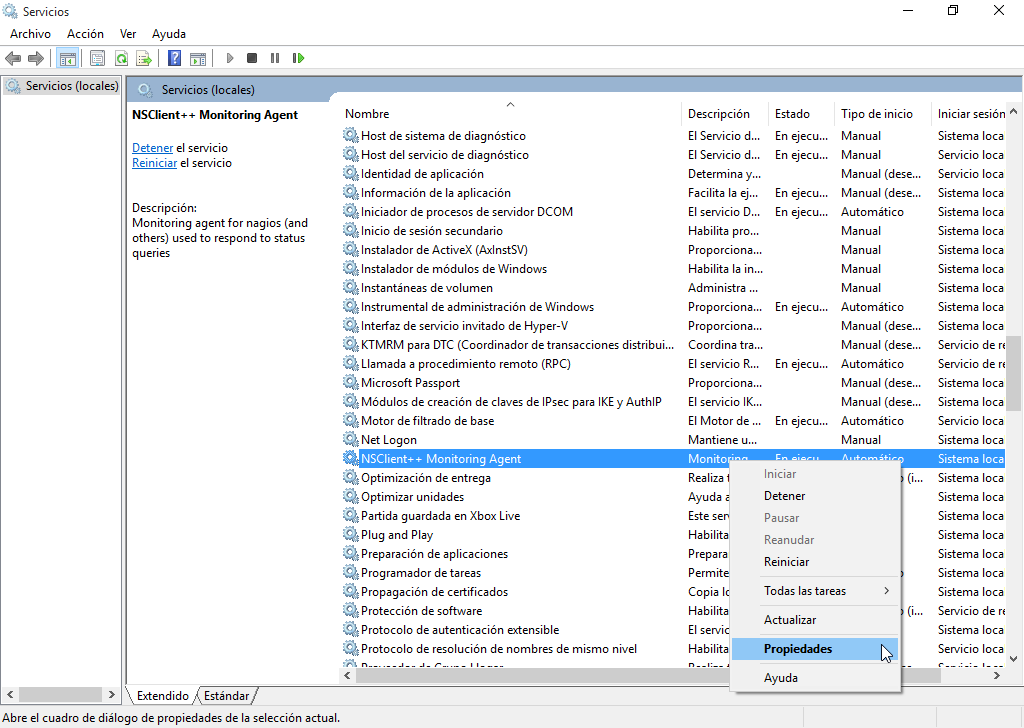 Servicios
Archivo Acción Ver Ayuda
Servicios (locales)
Servicios (locales)
NSClient++ Monitoring Agent
Detener el servicio
Reiniciar el servicio
Descripción:
Monitoring agent for nagios (and
others) used to respond to status
queries
Nombre Descripción Estado Tipo de inicio Iniciar sesión
Host de sistema de diagnóstico El Servicio d... En ejecu... Manual Sistema loca
Host del servicio de diagnóstico El Servicio d... En ejecu... Manual Servicio loca
Identidad de aplicación Determina y... Manual (dese... Servicio loca
Información de la aplicación Facilita la ej... En ejecu... Manual (dese... Sistema loca
Iniciador de procesos de servidor DCOM El servicio D... En ejecu... Automático Sistema loca
Inicio de sesión secundario Habilita pro... Manual Sistema loca
Instalador de ActiveX (AxInstSV) Proporciona... Manual Sistema loca
Instalador de módulos de Windows Habilita la in... Manual Sistema loca
Instantáneas de volumen Administra ... Manual Sistema loca
Instrumental de administración de Windows Proporciona... En ejecu... Automático Sistema loca
Interfaz de servicio invitado de Hyper-V Proporciona... Manual (dese... Sistema loca
KTMRM para DTC (Coordinador de transacciones distribui... Coordina tra... Manual (dese... Servicio de re
Llamada a procedimiento remoto (RPC) El servicio R... En ejecu... Automático Servicio de re
Microsoft Passport Proporciona... Manual (dese... Sistema loca
Módulos de creación de claves de IPsec para IKE y AuthIP El servicio IK... Manual (dese... Sistema loca
Motor de filtrado de base El Motor de ... En ejecu... Automático Servicio loca
Net Logon Mantiene u... Manual Sistema loca
NSClient++ Monitoring Agent Monitoring En ejecu Automático Sistema loca
Optimización de entrega Realiza (i... Sistema loca
Optimizar unidades Ayuda a Sistema loca
Partida guardada en Xbox Live Este ser Sistema loca
Plug and Play Habilita Sistema loca
Preparación de aplicaciones Prepara Sistema loca
Programador de tareas Permite Sistema loca
Propagación de certificados Copia lo Sistema loca
Protección de software Habilita (i... Servicio de re
Protocolo de autenticación extensible El servic Sistema loca
Protocolo de resolución de nombres de mismo nivel Habilita Servicio loca
Proveedor de Grupo Hogar Realiza
Iniciar
Detener
Pausar
Reanudar
Reiniciar
Todas las tareas
Actualizar
Propiedades
Ayuda
Extendido Estándar
Abre el cuadro de diálogo de propiedades de la selección actual.